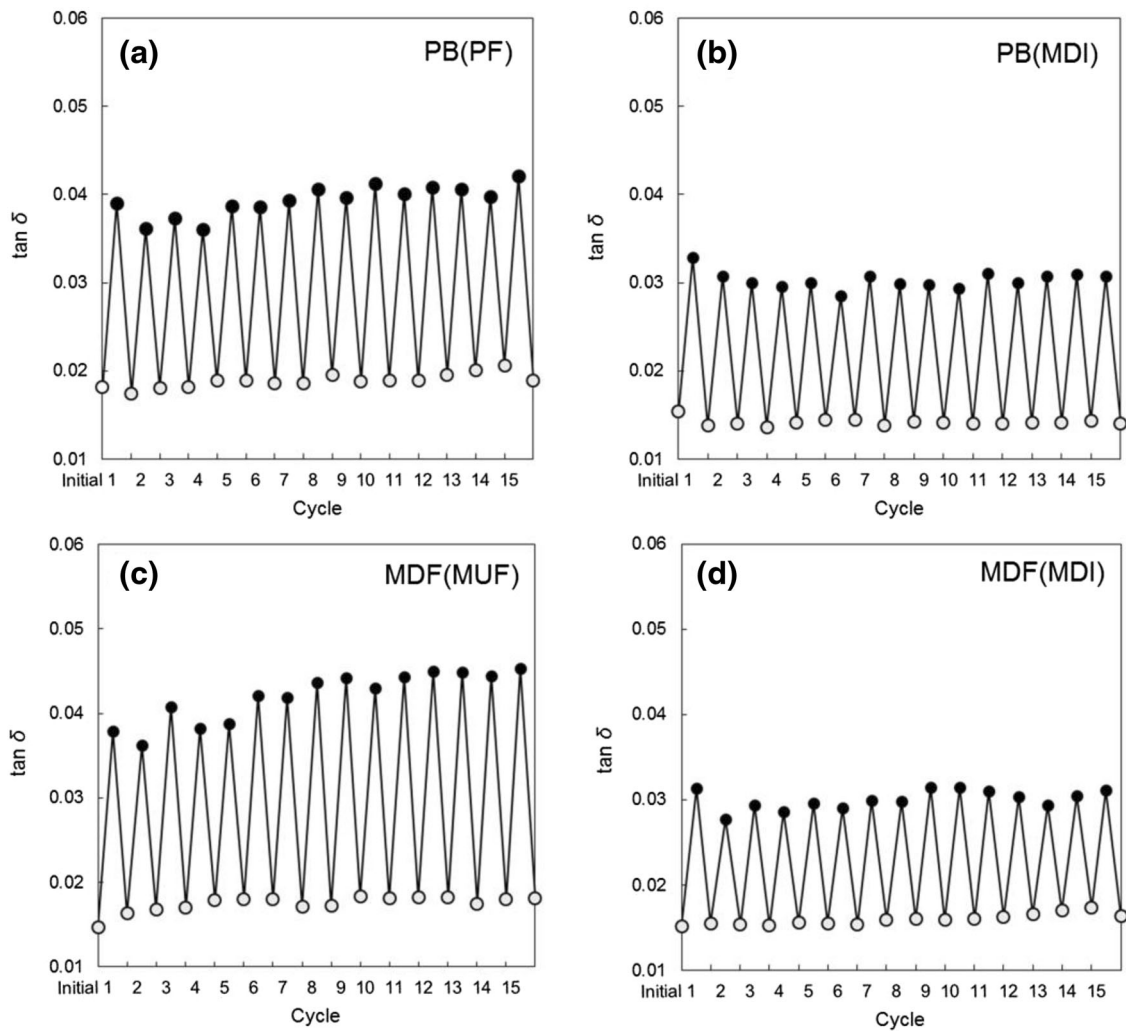 (a) PB(PF)
tan δ
0.06
0.05
0.04
0.03
0.02
0.01
Initial 1 2 3 4 5 6 7 8 9 10 11 12 13 14 15
Cycle
(b) PB(MDI)
tan δ
0.06
0.05
0.04
0.03
0.02
0.01
Initial 1 2 3 4 5 6 7 8 9 10 11 12 13 14 15
Cycle
(c) MDF(MUF)
tan δ
0.06
0.05
0.04
0.03
0.02
0.01
Initial 1 2 3 4 5 6 7 8 9 10 11 12 13 14 15
Cycle
(d) MDF(MDI)
tan δ
0.06
0.05
0.04
0.03
0.02
0.01
Initial 1 2 3 4 5 6 7 8 9 10 11 12 13 14 15
Cycle